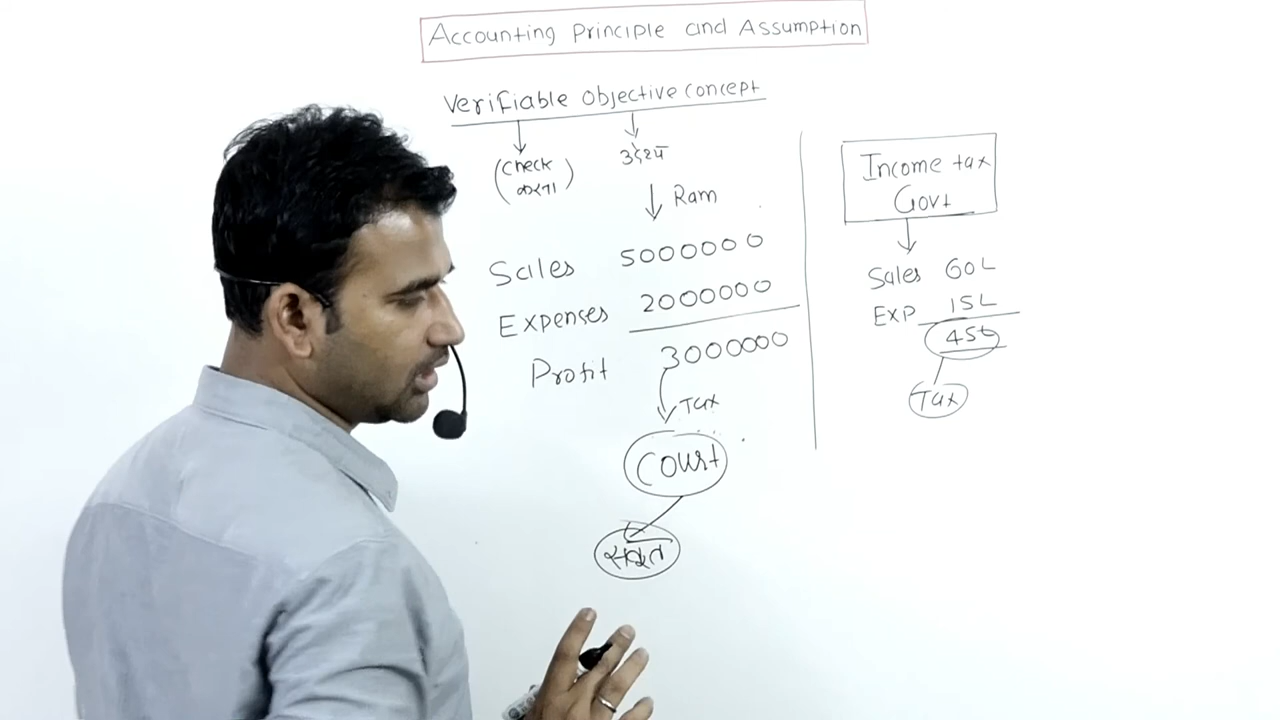 Accounting Principle and Assumption
Verifiable Objective concept
(check करना)
उद्देश्य
Ram
Sales 5000000
Expenses 2000000
Profit 3000000
Tax
Court
सबूत
Income tax
Govt
Sales 60L
Exp 15L
45L
Tax